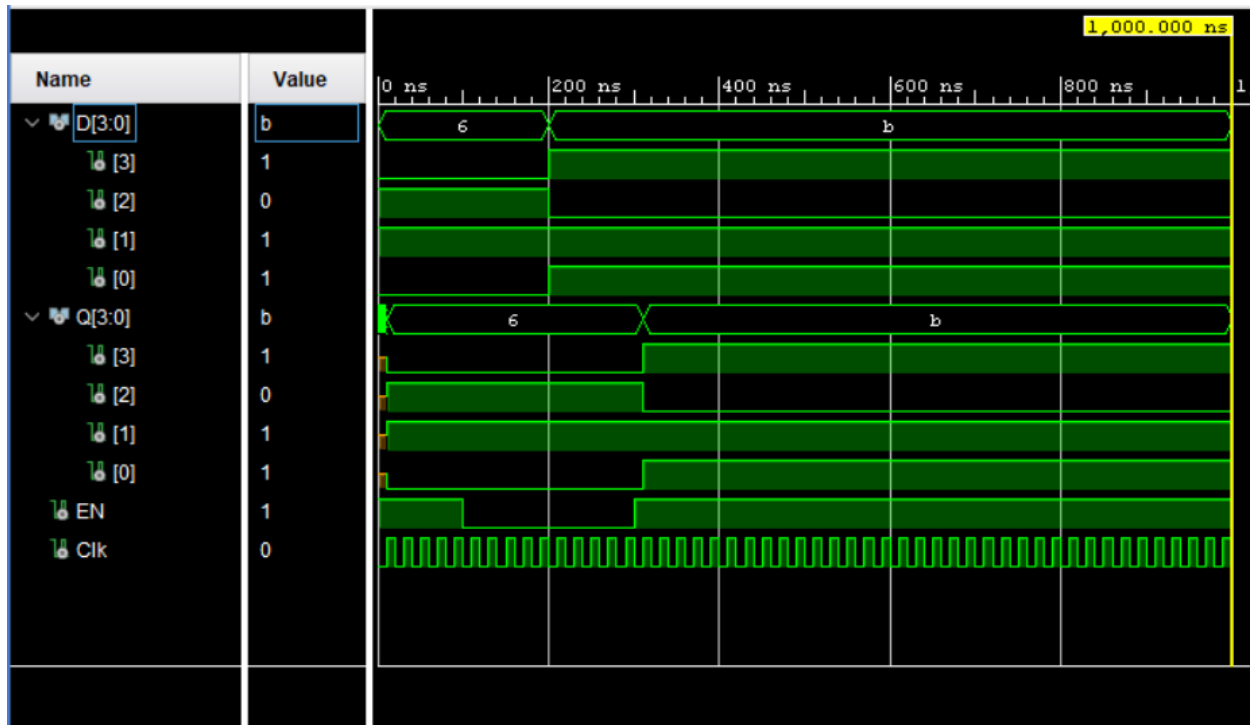 1,000.000 ns
Name Value
0 ns 200 ns 400 ns 600 ns 800 ns 1
D[3:0] b 6 b
[3] 1
[2] 0
[1] 1
[0] 1
Q[3:0] b 6 b
[3] 1
[2] 0
[1] 1
[0] 1
EN 1
Clk 0